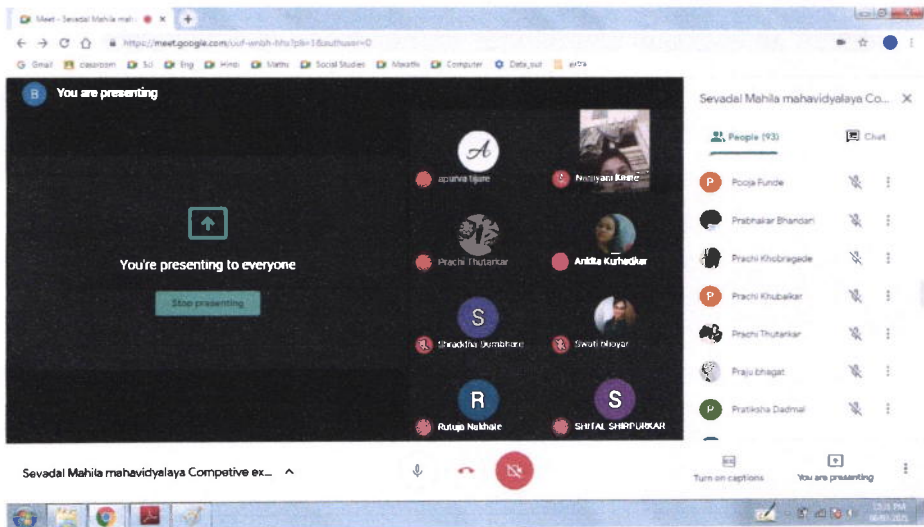 Meet - Sevadal Mahila mah
https://meet.google.com/
Gmail Sci Eng Hindi Maths Social Studies Marathi Computer extra
B You are presenting
You're presenting to everyone
Stop presenting
A
apurva tijare
Prachi Thutarkar
Ankita Kurhadkar
S
Shraddha Dumbhare
Swati bhoyar
R
Rutuja Nakhale
S
SHITAL SHIRPURKAR
Sevadal Mahila mahavidyalaya Co...
People (93) Chat
P Pooja Funde
Prabhakar Bhandari
Prachi Khobragade
P Prachi Khubalkar
Prachi Thutarkar
Praju bhagat
P Pratiksha Dadmal
Sevadal Mahila mahavidyalaya Competive ex...
Turn on captions
You are presenting